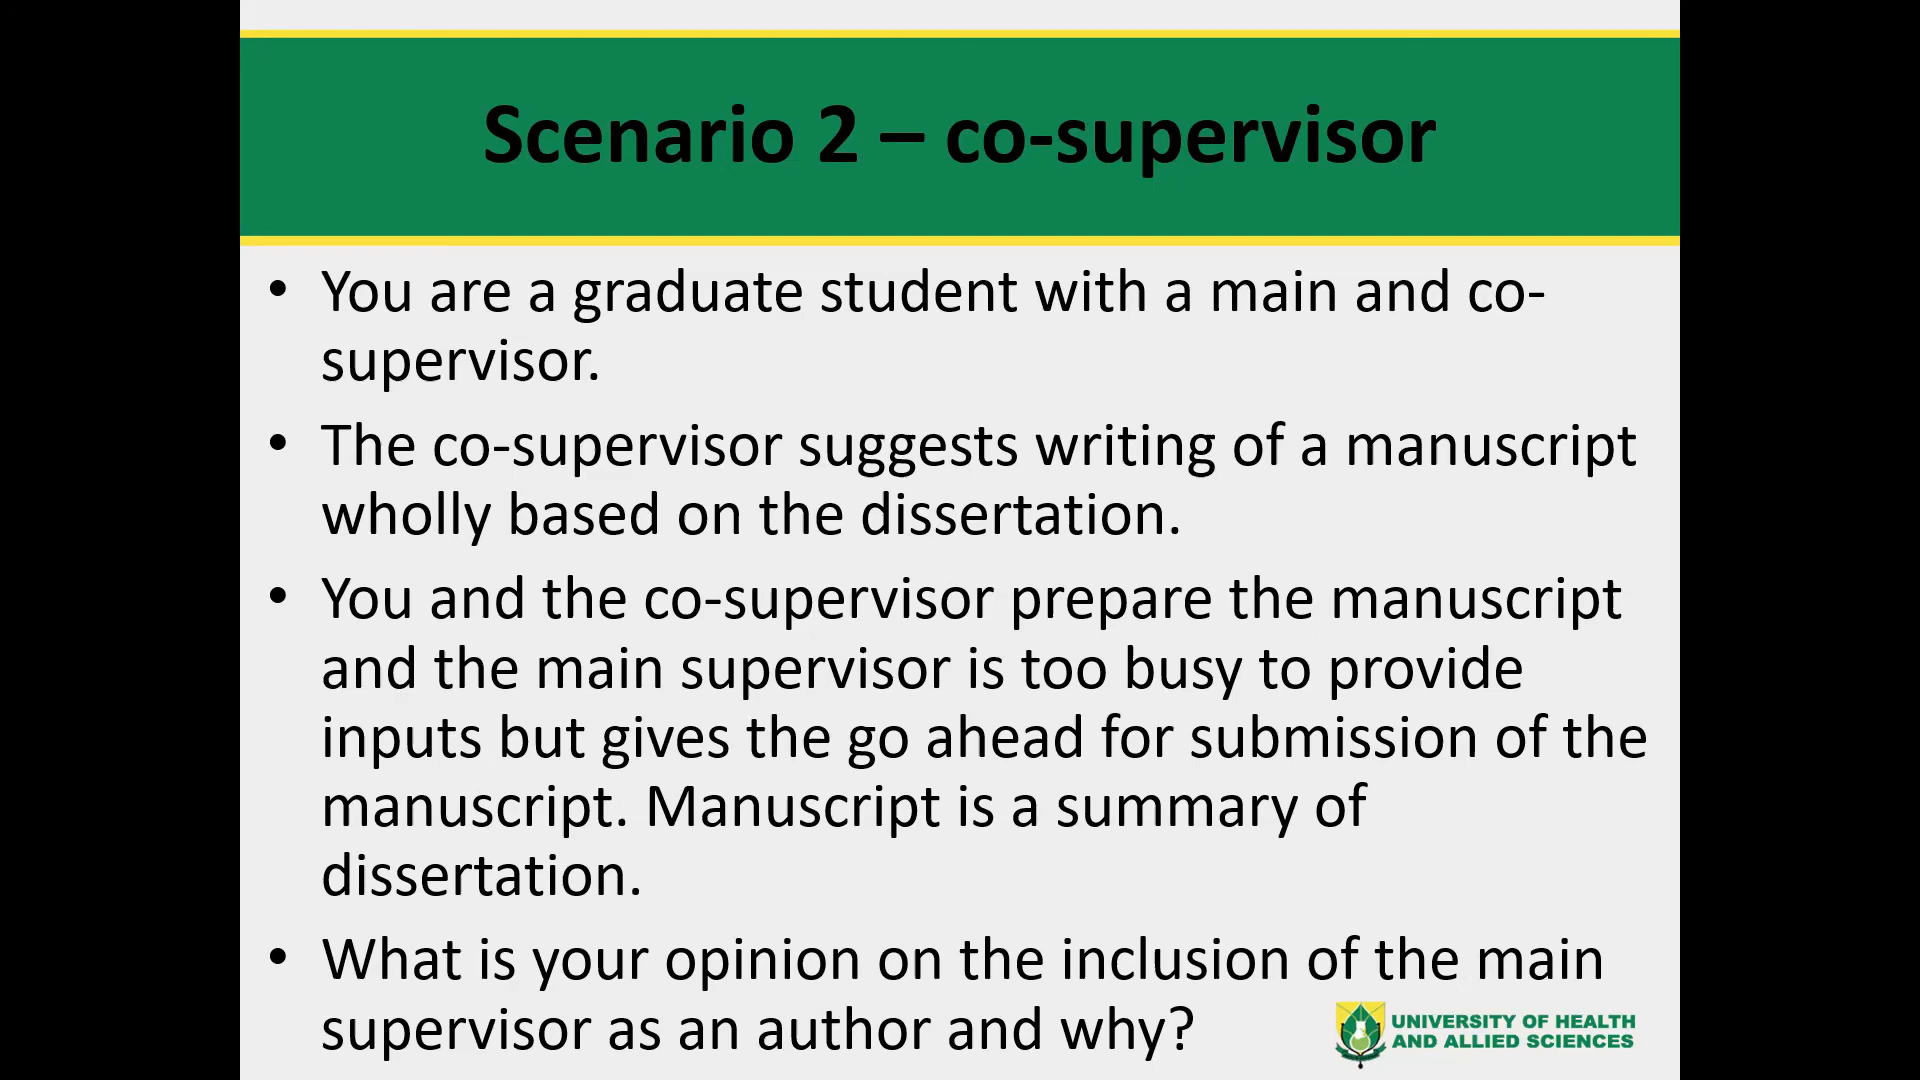 Scenario 2 – co-supervisor
• You are a graduate student with a main and co-
supervisor.
• The co-supervisor suggests writing of a manuscript
wholly based on the dissertation.
• You and the co-supervisor prepare the manuscript
and the main supervisor is too busy to provide
inputs but gives the go ahead for submission of the
manuscript. Manuscript is a summary of
dissertation.
• What is your opinion on the inclusion of the main
supervisor as an author and why?
UNIVERSITY OF HEALTH
AND ALLIED SCIENCES